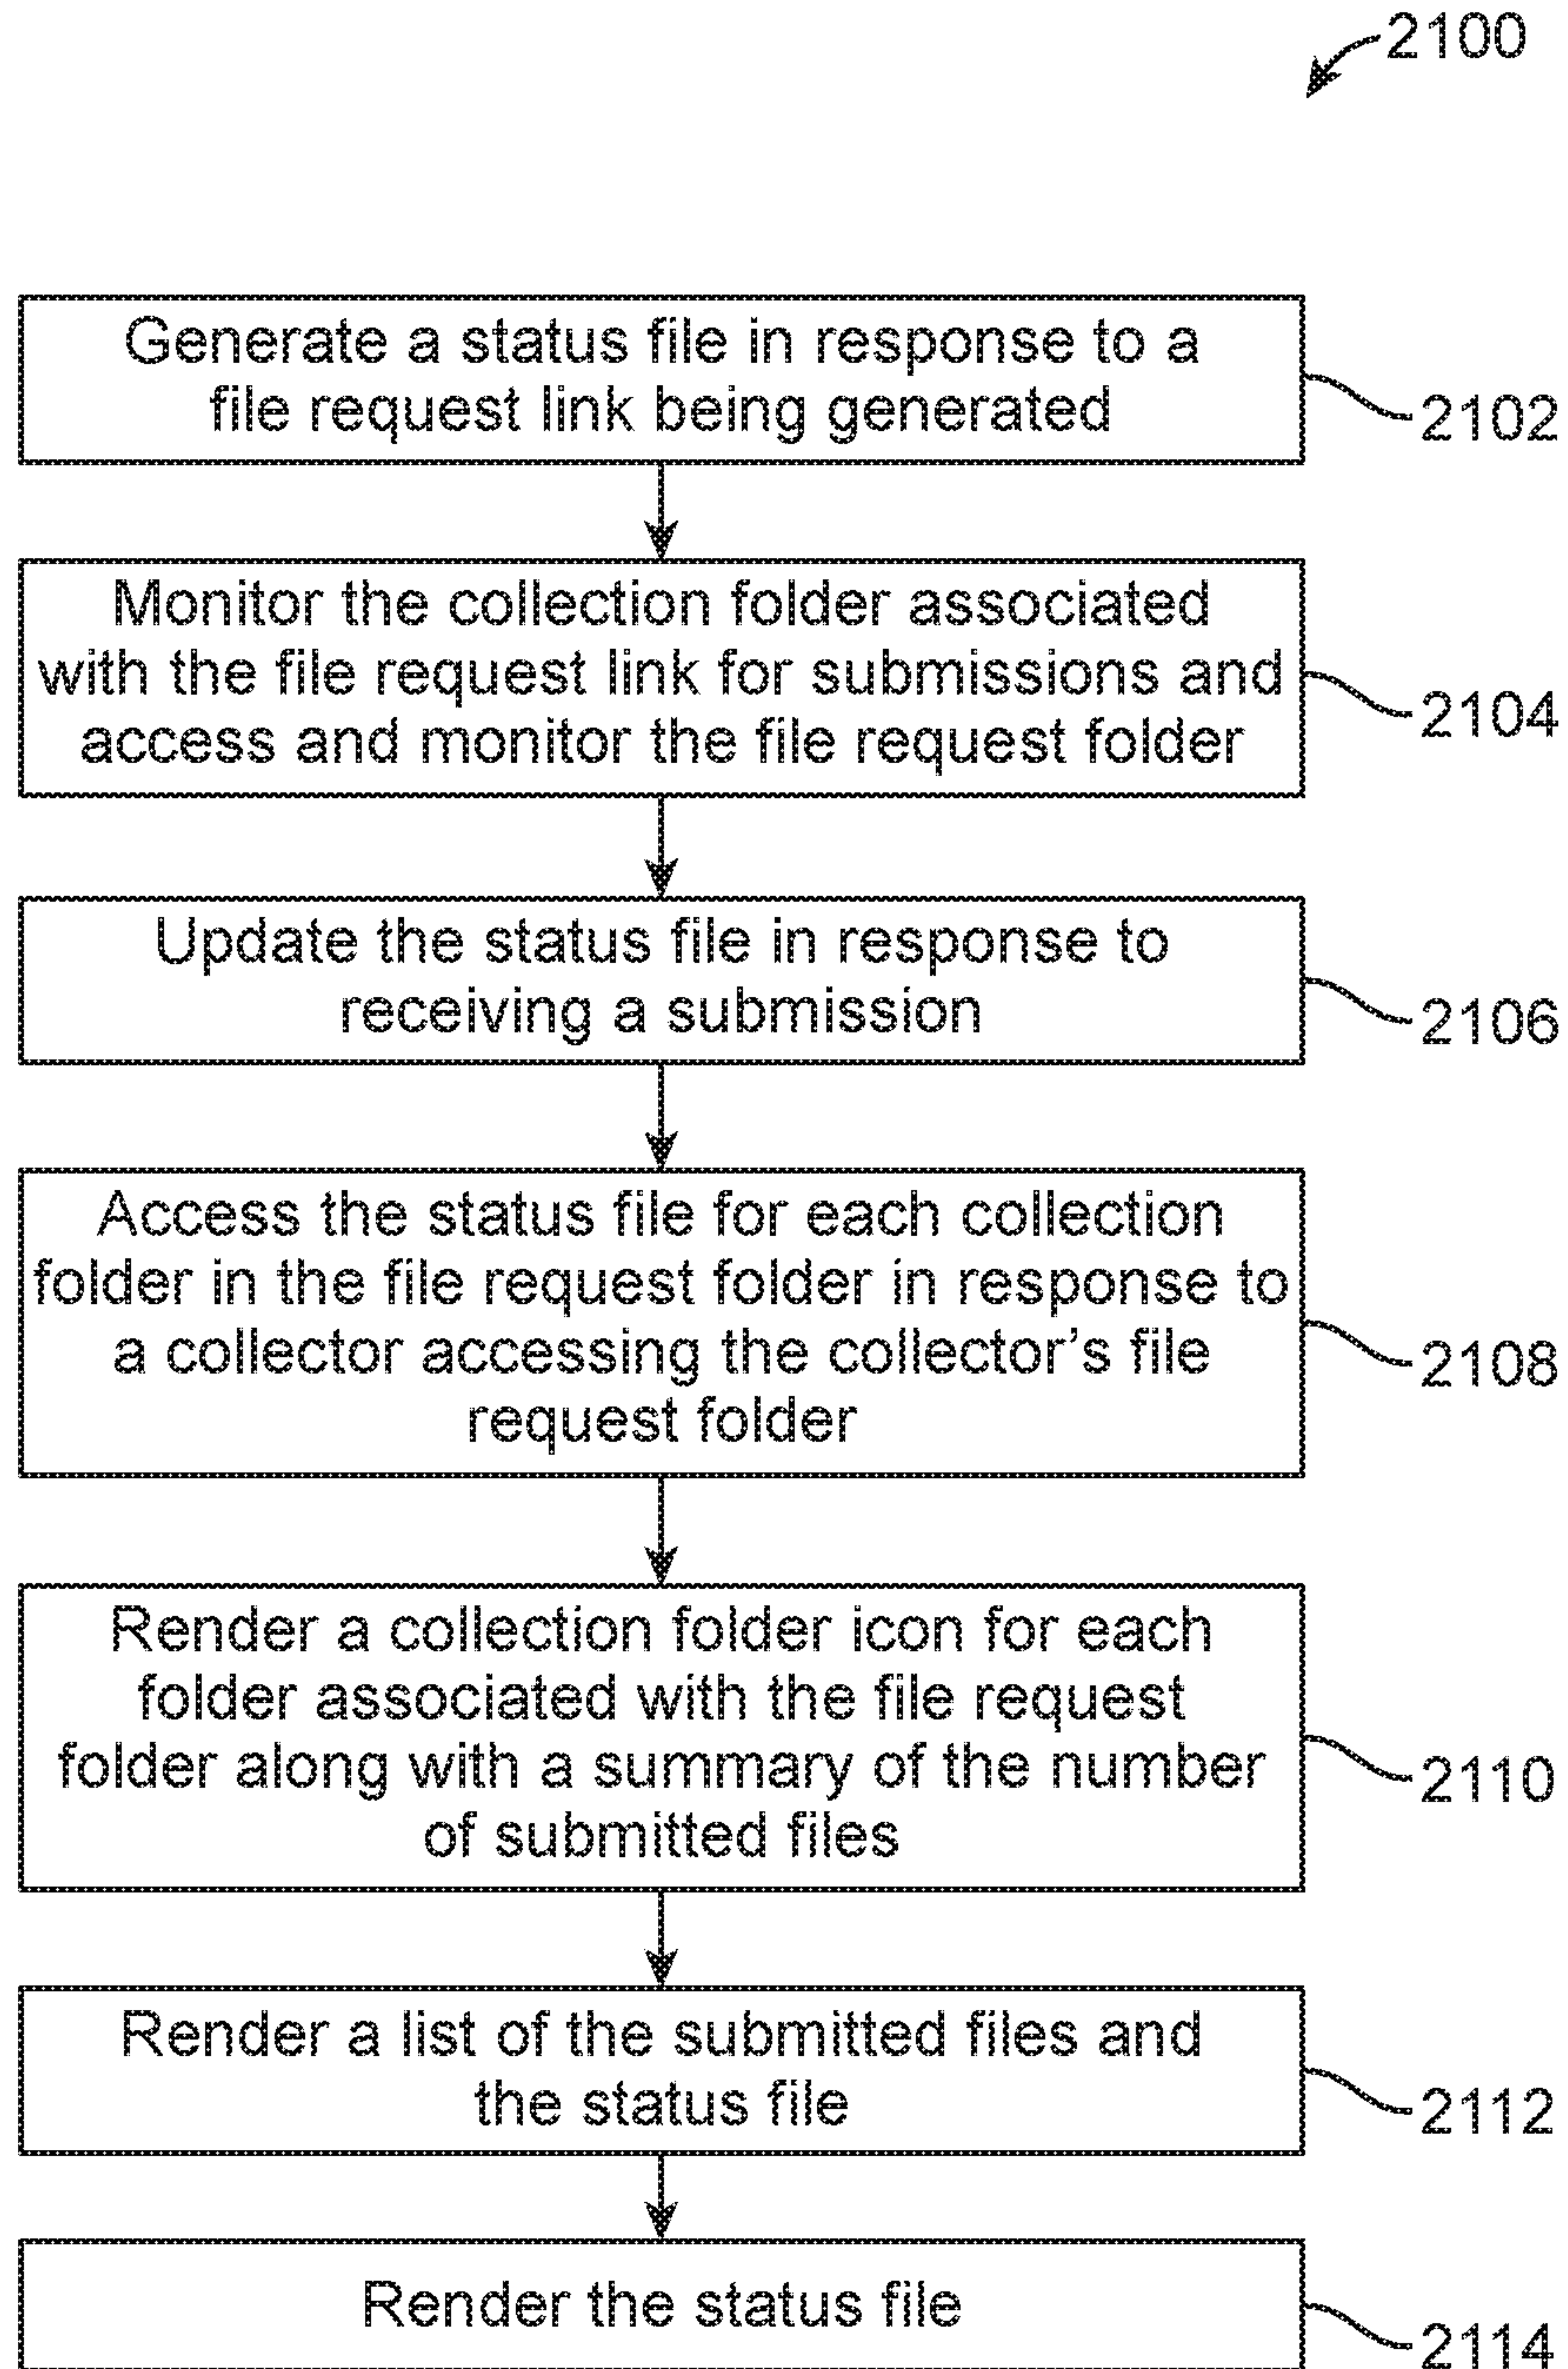 2100
Generate a status file in response to a
file request link being generated
2102
Monitor the collection folder associated
with the file request link for submissions and
access and monitor the file request folder
2104
Update the status file in response to
receiving a submission
2106
Access the status file for each collection
folder in the file request folder in response to
a collector accessing the collector's file
request folder
2108
Render a collection folder icon for each
folder associated with the file request
folder along with a summary of the number
of submitted files
2110
Render a list of the submitted files and
the status file
2112
Render the status file
2114